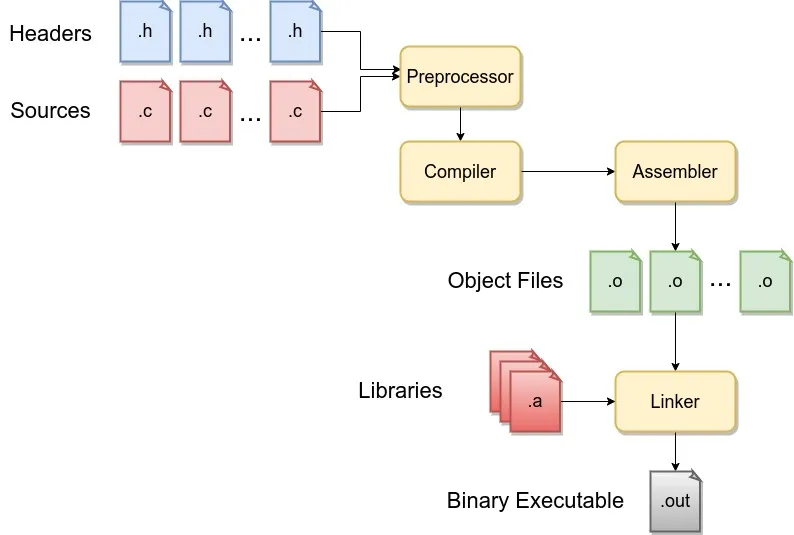 Headers .h .h ... .h
Preprocessor
Sources .c .c ... .c
Compiler Assembler
Object Files .o .o ... .o
Libraries .a Linker
Binary Executable .out